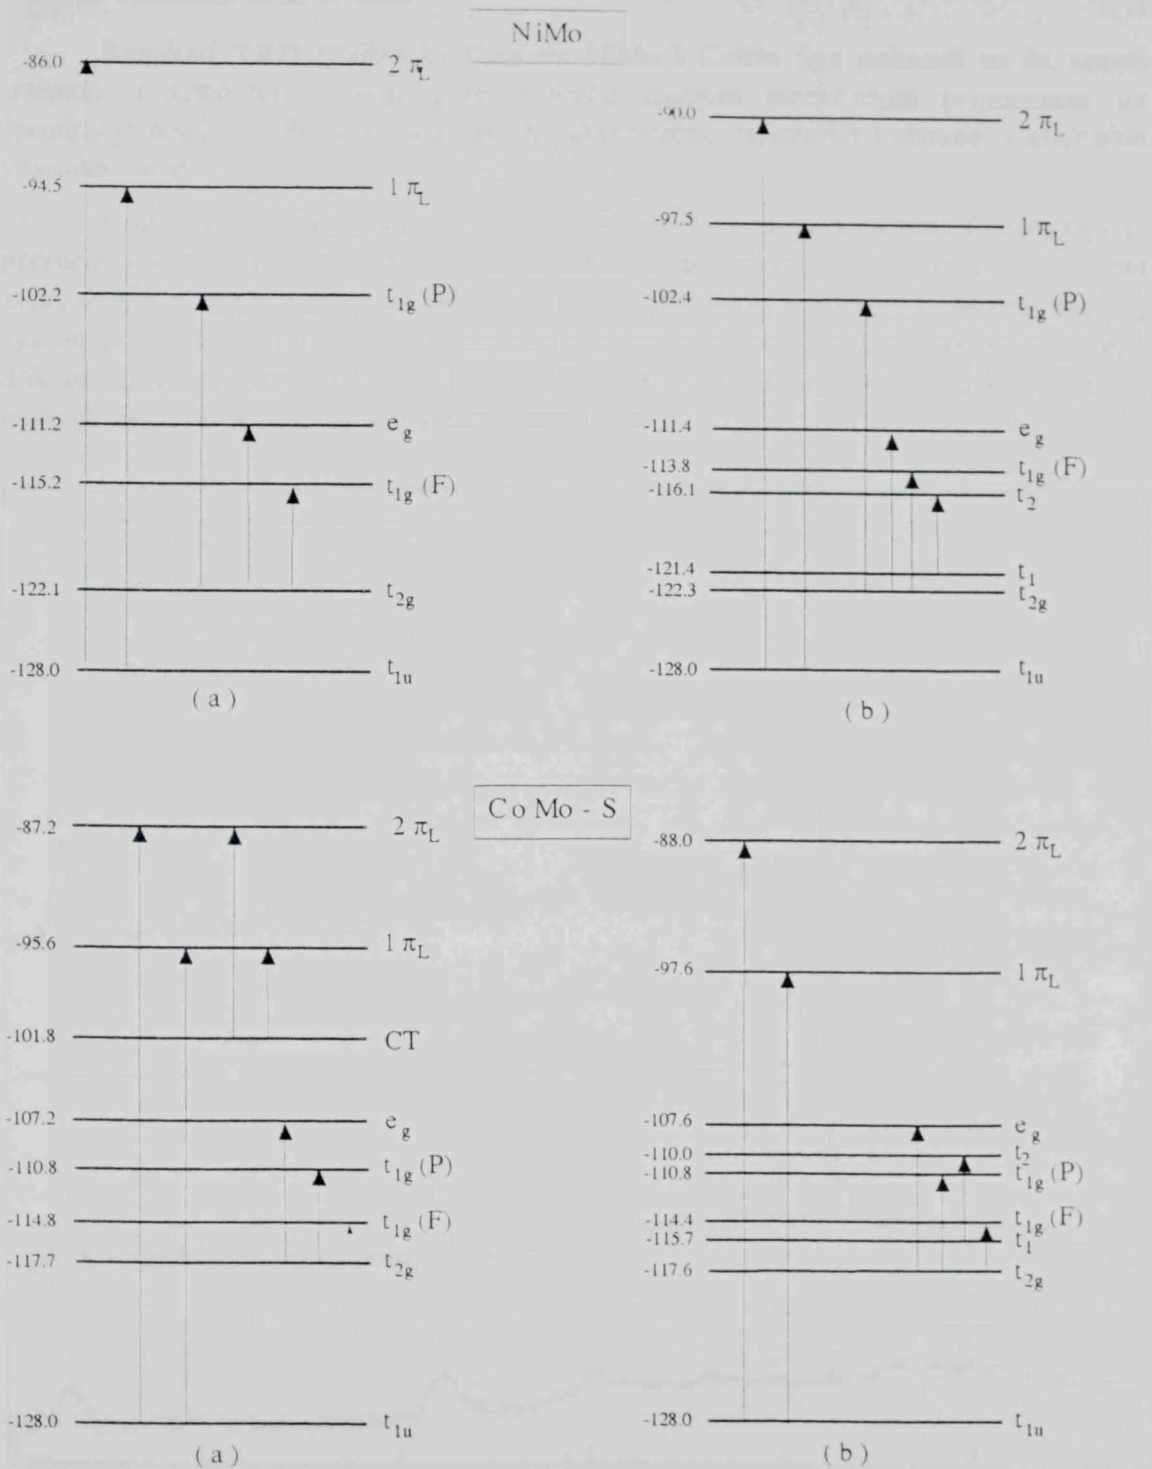 NiMo
-86.0 2 π_L
-94.5 1 π_L
-102.2 t_1g (P)
-111.2 e_g
-115.2 t_1g (F)
-122.1 t_2g
-128.0 t_1u
( a )
-90.0 2 π_L
-97.5 1 π_L
-102.4 t_1g (P)
-111.4 e_g
-113.8 t_1g (F)
-116.1 t_2
-121.4 t_1
-122.3 t_2g
-128.0 t_1u
( b )
Co Mo - S
-87.2 2 π_L
-95.6 1 π_L
-101.8 CT
-107.2 e_g
-110.8 t_1g (P)
-114.8 t_1g (F)
-117.7 t_2g
-128.0 t_1u
( a )
-88.0 2 π_L
-97.6 1 π_L
-107.6 e_g
-110.0 t_2
-110.8 t_1g (P)
-114.4 t_1g (F)
-115.7 t_1
-117.6 t_2g
-128.0 t_1u
( b )